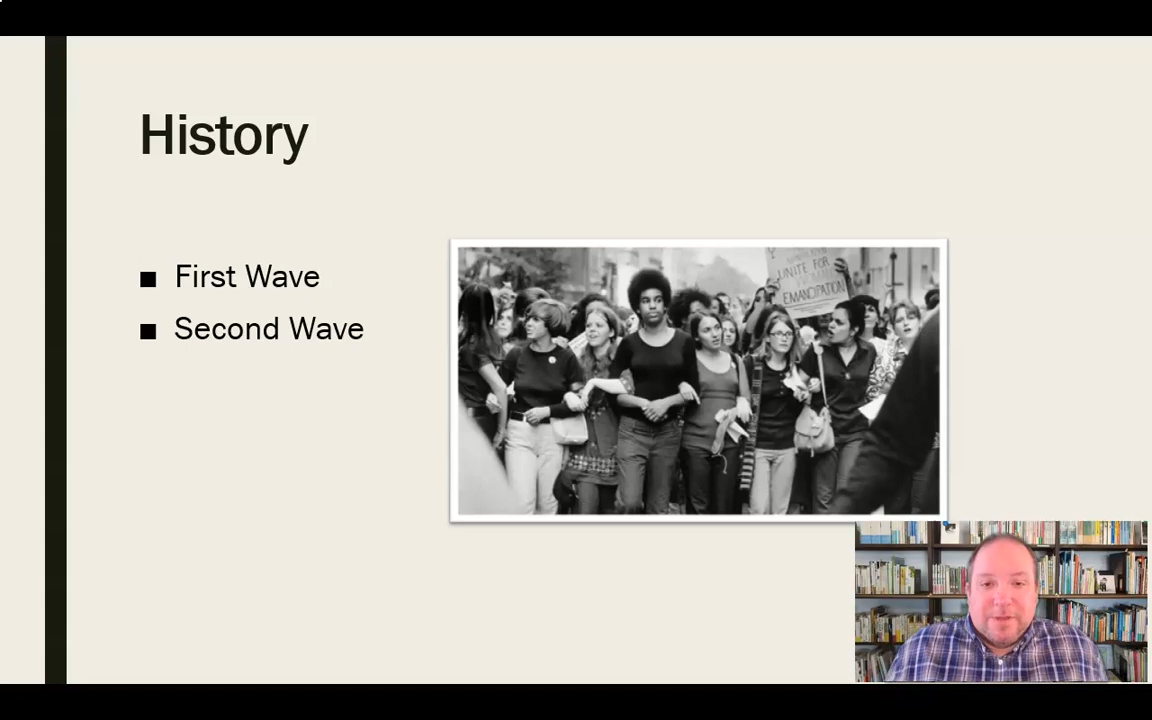 History
■ First Wave
■ Second Wave
UNITE FOR
EMANCIPATION